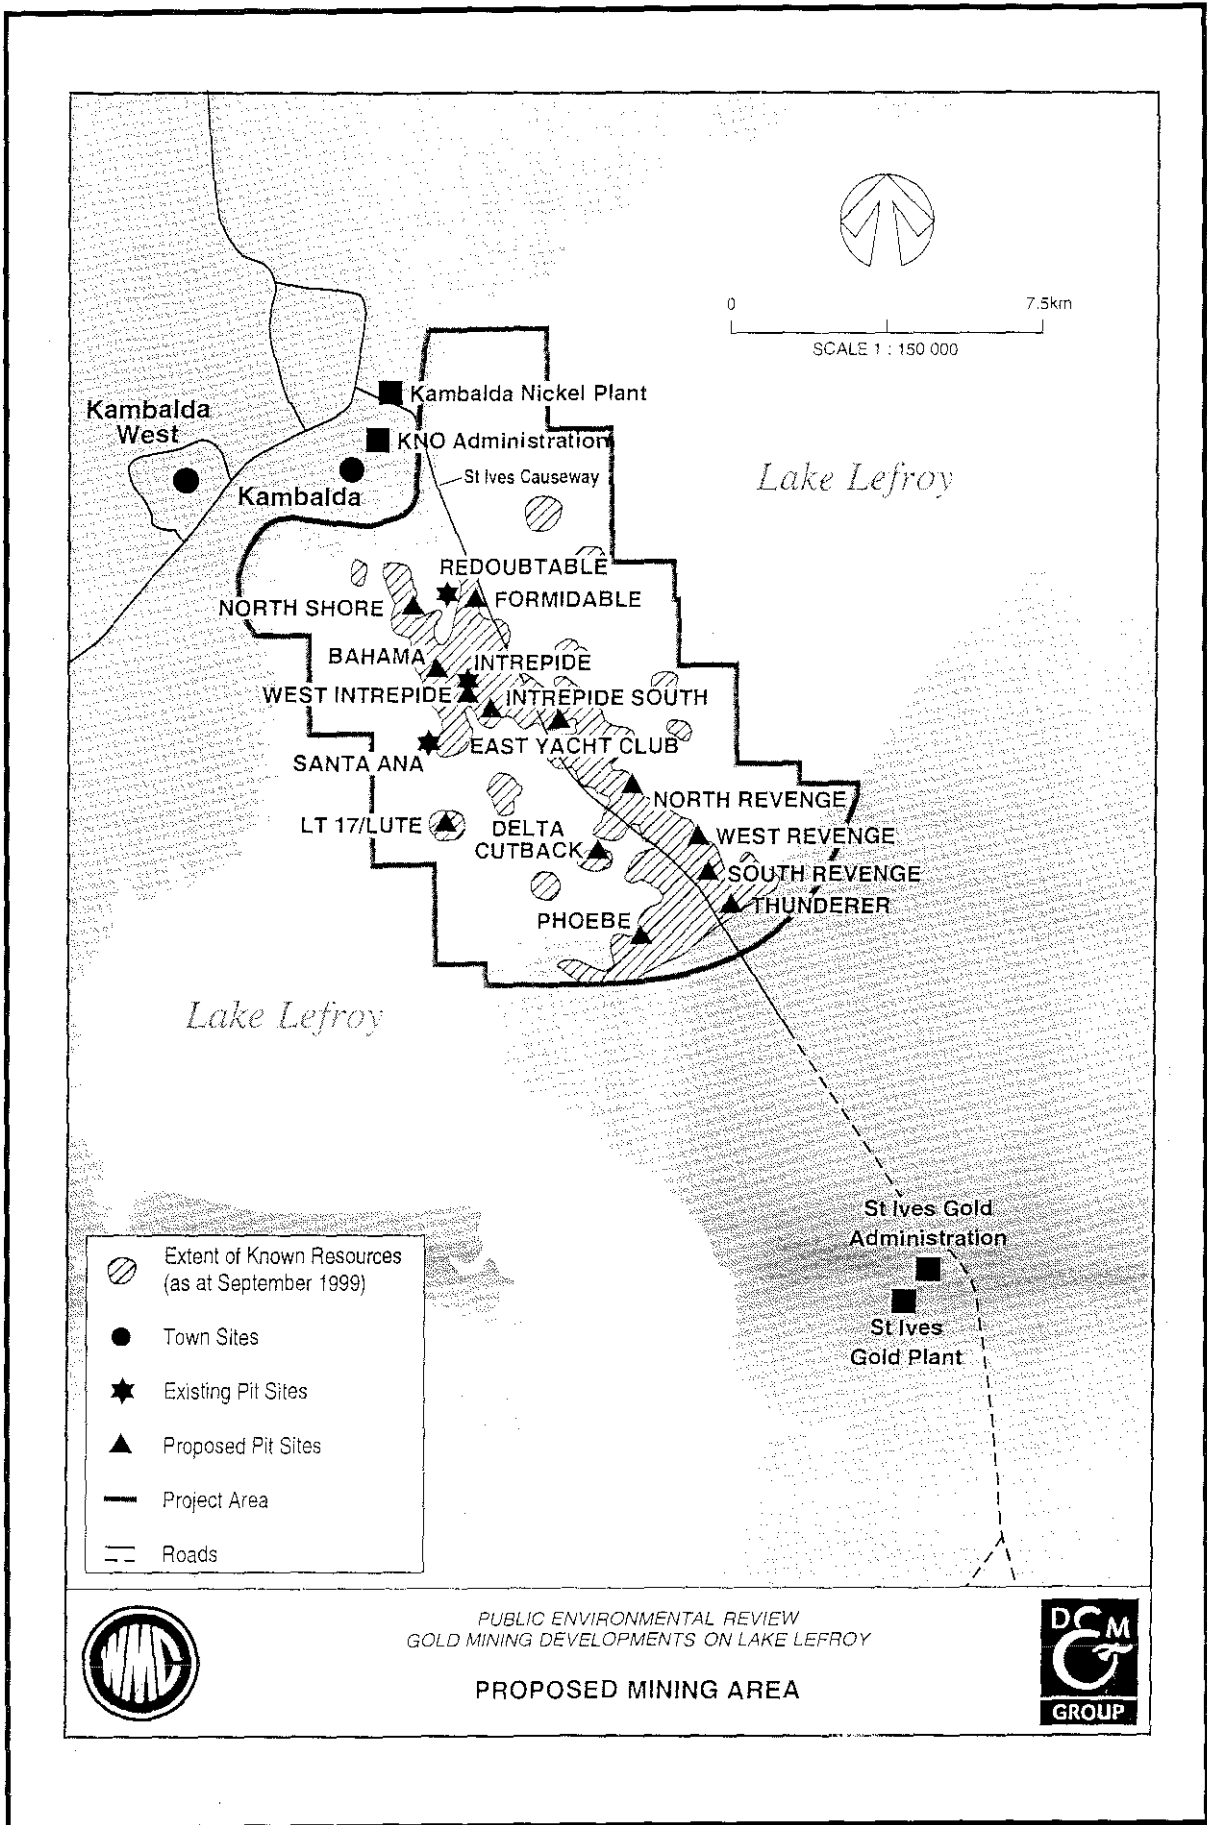 0 7.5km
SCALE 1 : 150 000
Kambalda Nickel Plant
Kambalda
West
KNO Administration
St Ives Causeway
Kambalda
Lake Lefroy
REDOUBTABLE
NORTH SHORE
FORMIDABLE
BAHAMA
INTREPIDE
WEST INTREPIDE
INTREPIDE SOUTH
EAST YACHT CLUB
SANTA ANA
NORTH REVENGE
LT 17/LUTE
DELTA
CUTBACK
WEST REVENGE
SOUTH REVENGE
THUNDERER
PHOEBE
Lake Lefroy
St Ives Gold
Administration
St Ives
Gold Plant
Extent of Known Resources
(as at September 1999)
Town Sites
Existing Pit Sites
Proposed Pit Sites
Project Area
Roads
WMC
PUBLIC ENVIRONMENTAL REVIEW
GOLD MINING DEVELOPMENTS ON LAKE LEFROY
PROPOSED MINING AREA
DC&M
GROUP